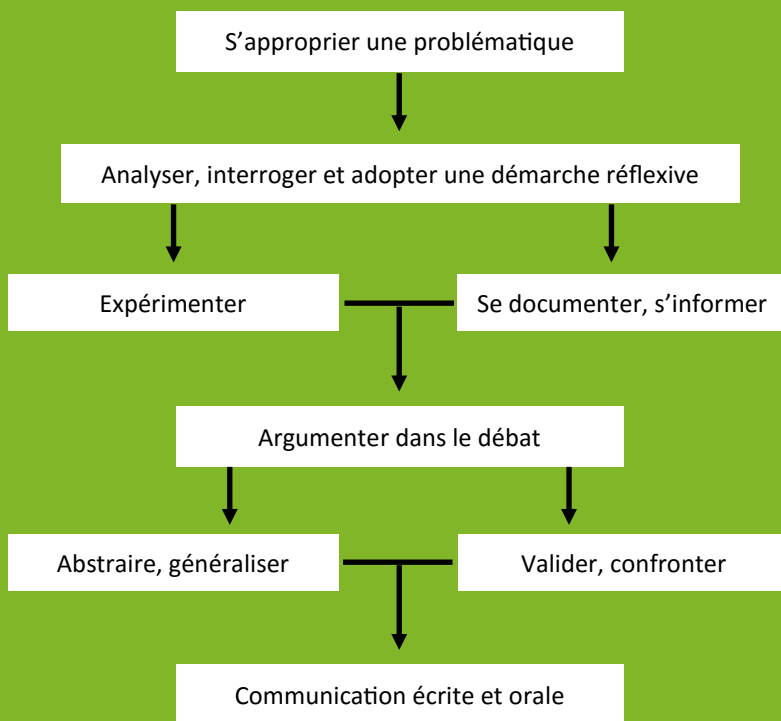 S’approprier une problématique
Analyser, interroger et adopter une démarche réflexive
Expérimenter
Se documenter, s’informer
Argumenter dans le débat
Abstraire, généraliser
Valider, confronter
Communication écrite et orale